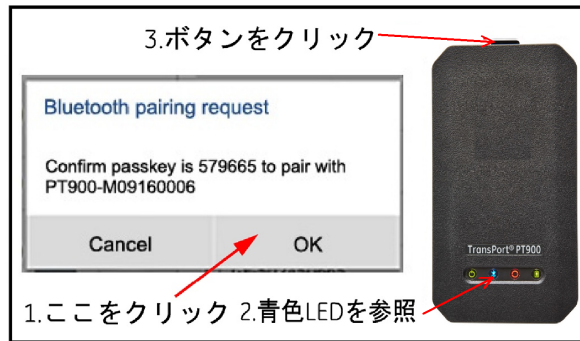 3.ボタンをクリック
Bluetooth pairing request
Confirm passkey is 579665 to pair with
PT900-M09160006
Cancel
OK
TransPort® PT900
1.ここをクリック
2.青色LEDを参照